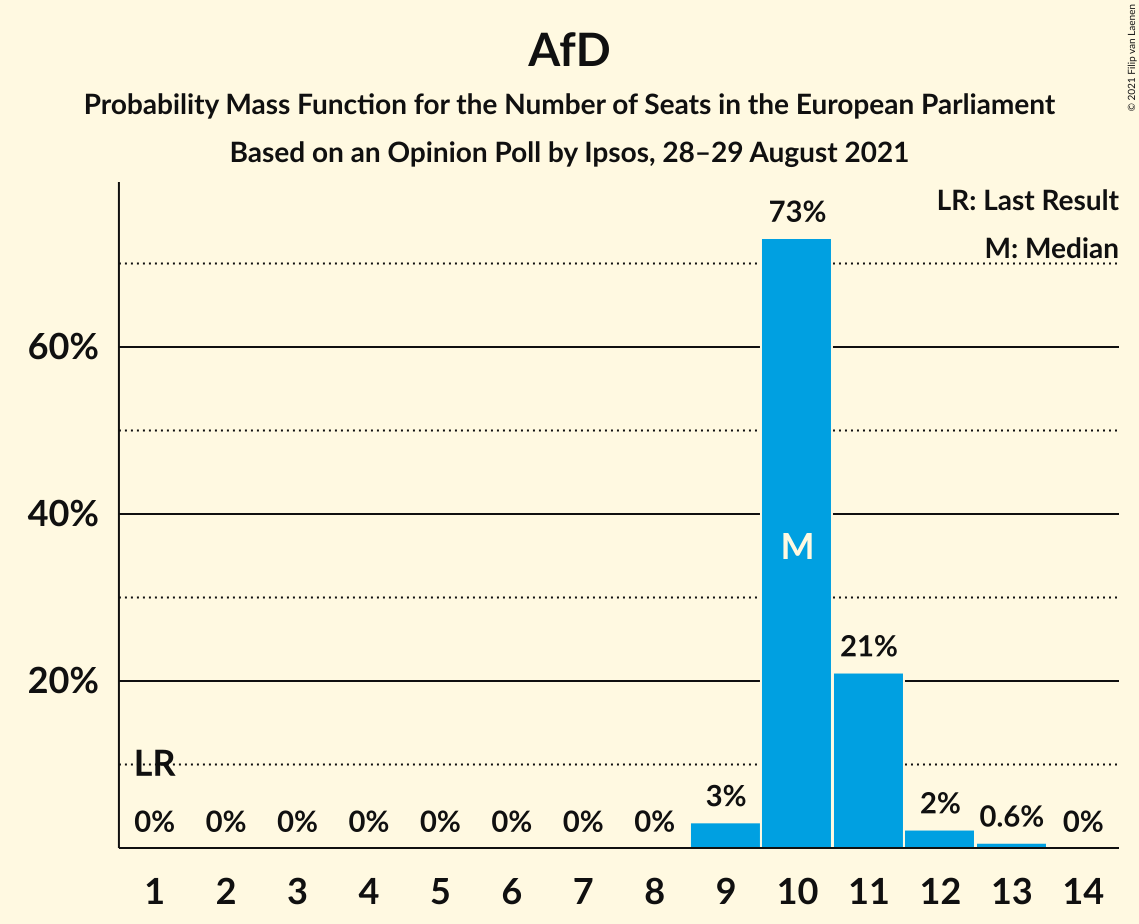 AfD
Probability Mass Function for the Number of Seats in the European Parliament
Based on an Opinion Poll by Ipsos, 28–29 August 2021
© 2021 Filip van Laenen
LR: Last Result
M: Median
73%
60%
40%
M
21%
20%
LR
0% 0% 0% 0% 0% 0% 0% 0% 3% 2% 0.6% 0%
1 2 3 4 5 6 7 8 9 10 11 12 13 14